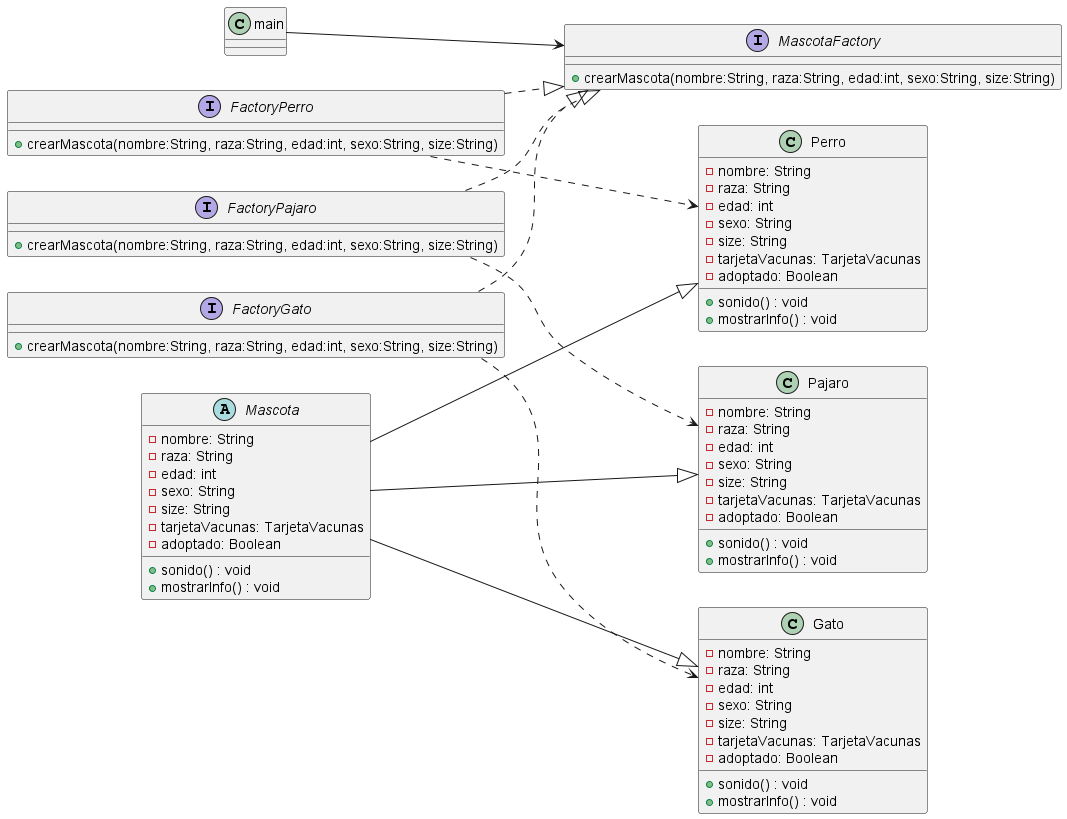 main
MascotaFactory
crearMascota(nombre:String, raza:String, edad:int, sexo:String, size:String)
FactoryPerro
crearMascota(nombre:String, raza:String, edad:int, sexo:String, size:String)
FactoryPajaro
crearMascota(nombre:String, raza:String, edad:int, sexo:String, size:String)
FactoryGato
crearMascota(nombre:String, raza:String, edad:int, sexo:String, size:String)
Mascota
nombre: String
raza: String
edad: int
sexo: String
size: String
tarjetaVacunas: TarjetaVacunas
adoptado: Boolean
sonido() : void
mostrarInfo() : void
Perro
nombre: String
raza: String
edad: int
sexo: String
size: String
tarjetaVacunas: TarjetaVacunas
adoptado: Boolean
sonido() : void
mostrarInfo() : void
Pajaro
nombre: String
raza: String
edad: int
sexo: String
size: String
tarjetaVacunas: TarjetaVacunas
adoptado: Boolean
sonido() : void
mostrarInfo() : void
Gato
nombre: String
raza: String
edad: int
sexo: String
size: String
tarjetaVacunas: TarjetaVacunas
adoptado: Boolean
sonido() : void
mostrarInfo() : void